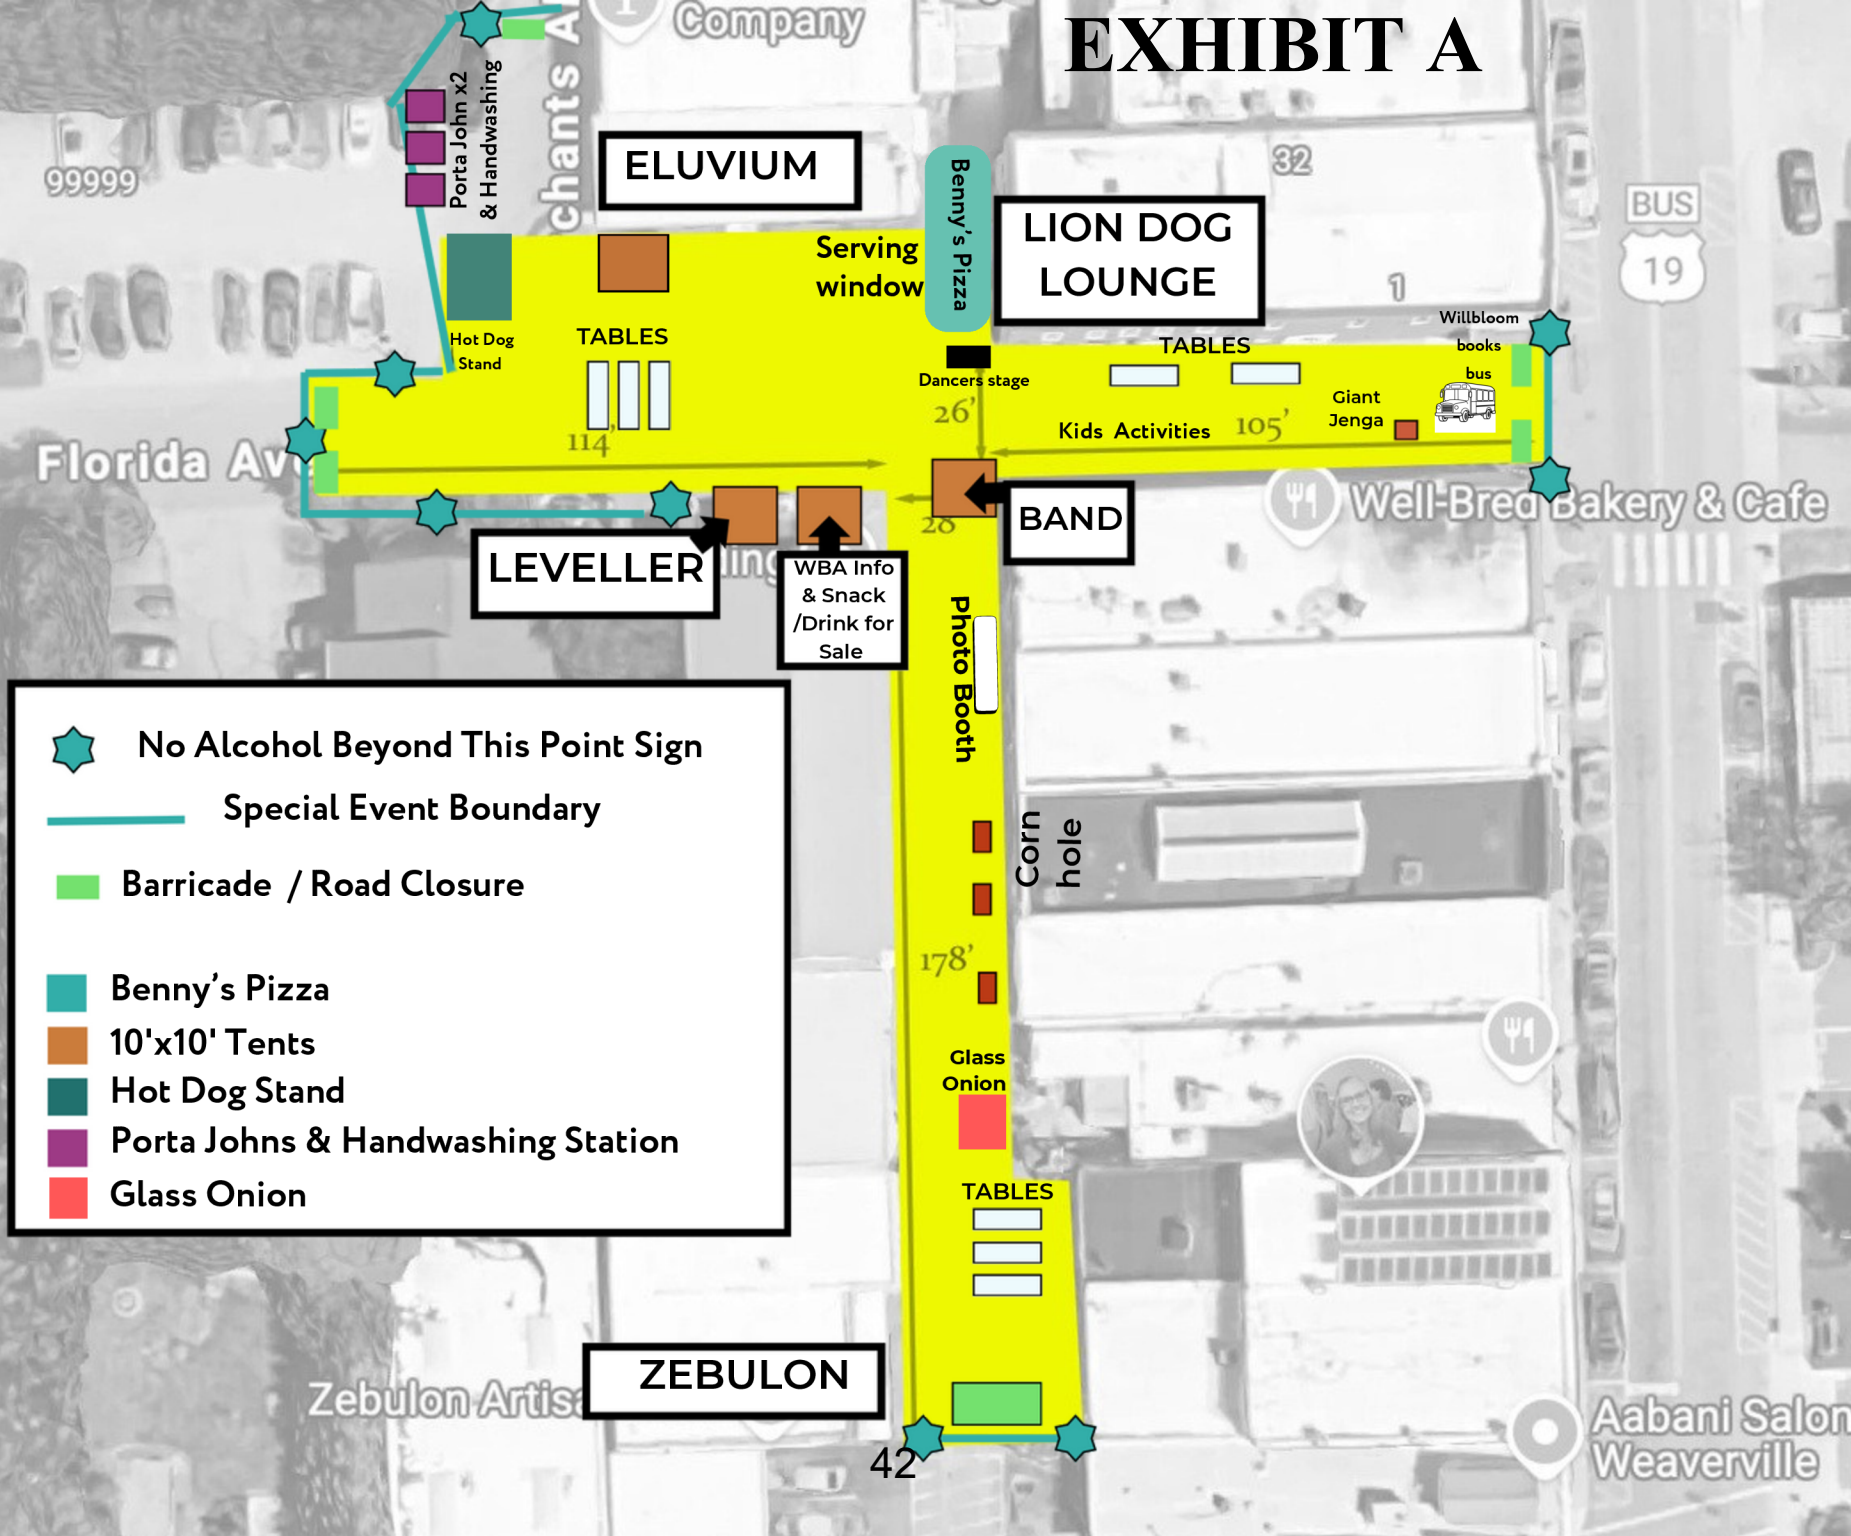 Company
EXHIBIT A
chants A
Porta John x2
& Handwashing
99999
ELUVIUM
Benny's Pizza
32
LION DOG
LOUNGE
BUS
19
1
Serving
window
Hot Dog
Stand
TABLES
Dancers stage
TABLES
Willbloom
books
bus
Giant
Jenga
26'
Kids Activities
105'
114'
Florida Ave
28
BAND
Well-Bred Bakery & Cafe
LEVELLER
ing
WBA Info
& Snack
/Drink for
Sale
Photo Booth
No Alcohol Beyond This Point Sign
Special Event Boundary
Barricade / Road Closure
Benny's Pizza
10'x10' Tents
Hot Dog Stand
Porta Johns & Handwashing Station
Glass Onion
Corn
hole
178'
Glass
Onion
TABLES
ZEBULON
Zebulon Artisa
42
Aabani Salon
Weaverville